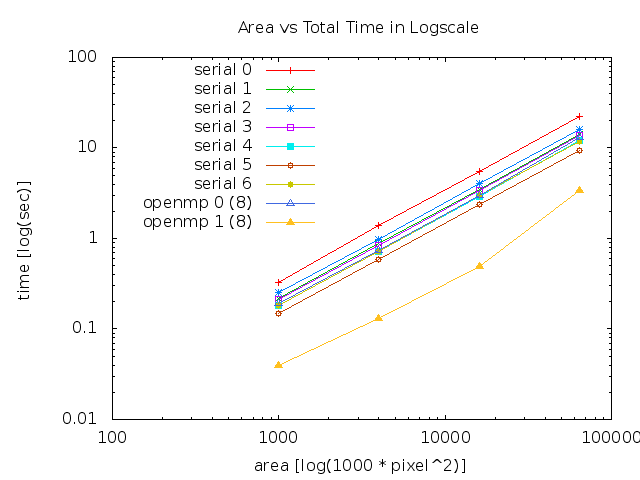 Area vs Total Time in Logscale
100
serial 0
serial 1
serial 2
serial 3
serial 4
serial 5
serial 6
openmp 0 (8)
openmp 1 (8)
10
1
0.1
0.01
time [log(sec)]
100
1000
10000
100000
area [log(1000 * pixel^2)]